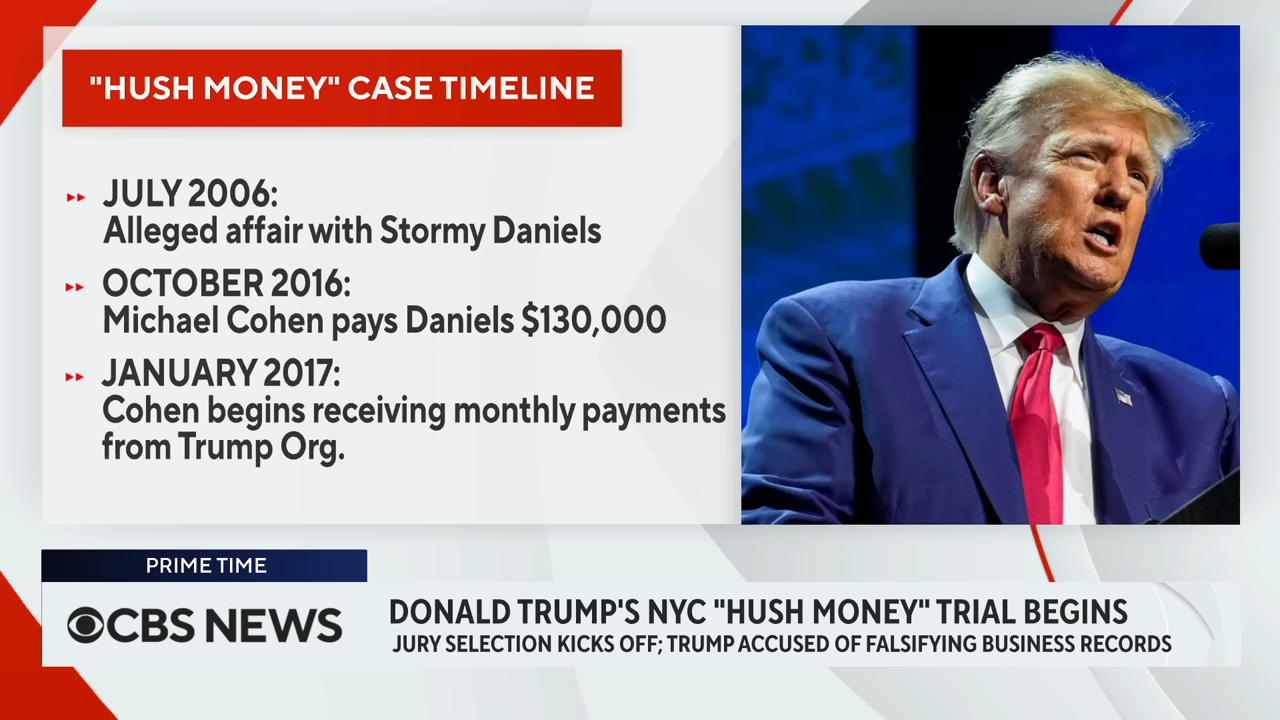 "HUSH MONEY" CASE TIMELINE
JULY 2006:
Alleged affair with Stormy Daniels
OCTOBER 2016:
Michael Cohen pays Daniels $130,000
JANUARY 2017:
Cohen begins receiving monthly payments
from Trump Org.
PRIME TIME
CBS NEWS
DONALD TRUMP'S NYC "HUSH MONEY" TRIAL BEGINS
JURY SELECTION KICKS OFF; TRUMP ACCUSED OF FALSIFYING BUSINESS RECORDS